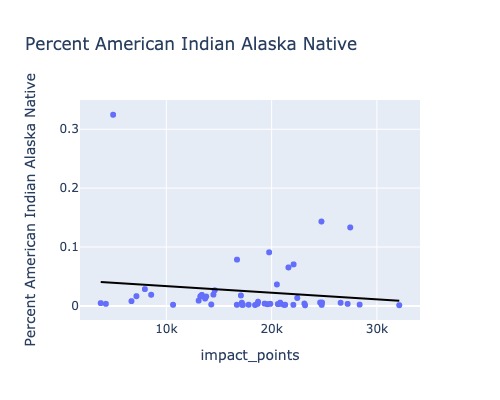 Percent American Indian Alaska Native
Percent American Indian Alaska Native
0.3
0.2
0.1
0
10k
20k
30k
impact_points